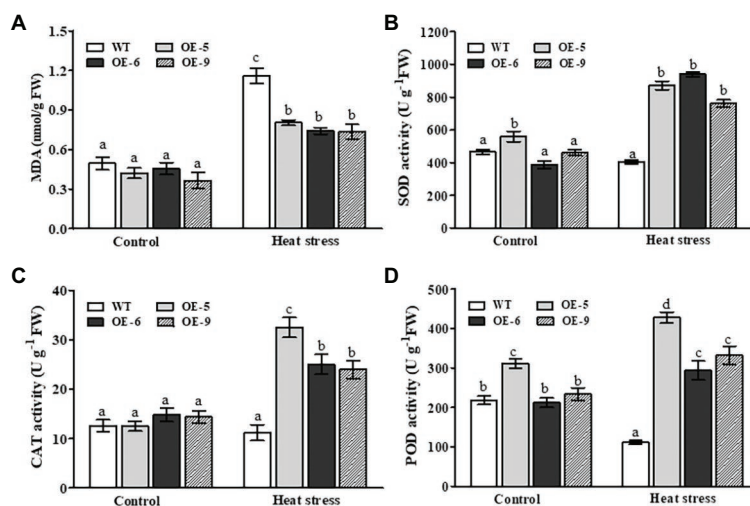 A
WT
OE-5
OE-6
OE-9
MDA (nmol/g FW)
1.5
1.2
0.9
0.6
0.3
0.0
a
a
a
a
c
b
b
b
Control
Heat stress
B
WT
OE-5
OE-6
OE-9
SOD activity (U g-1FW)
1200
1000
800
600
400
200
0
a
b
a
a
a
b
b
b
Control
Heat stress
C
WT
OE-5
OE-6
OE-9
CAT activity (U g-1FW)
40
30
20
10
0
a
a
a
a
a
c
b
b
Control
Heat stress
D
WT
OE-5
OE-6
OE-9
POD activity (U g-1FW)
500
400
300
200
100
0
b
c
b
b
a
d
c
c
Control
Heat stress